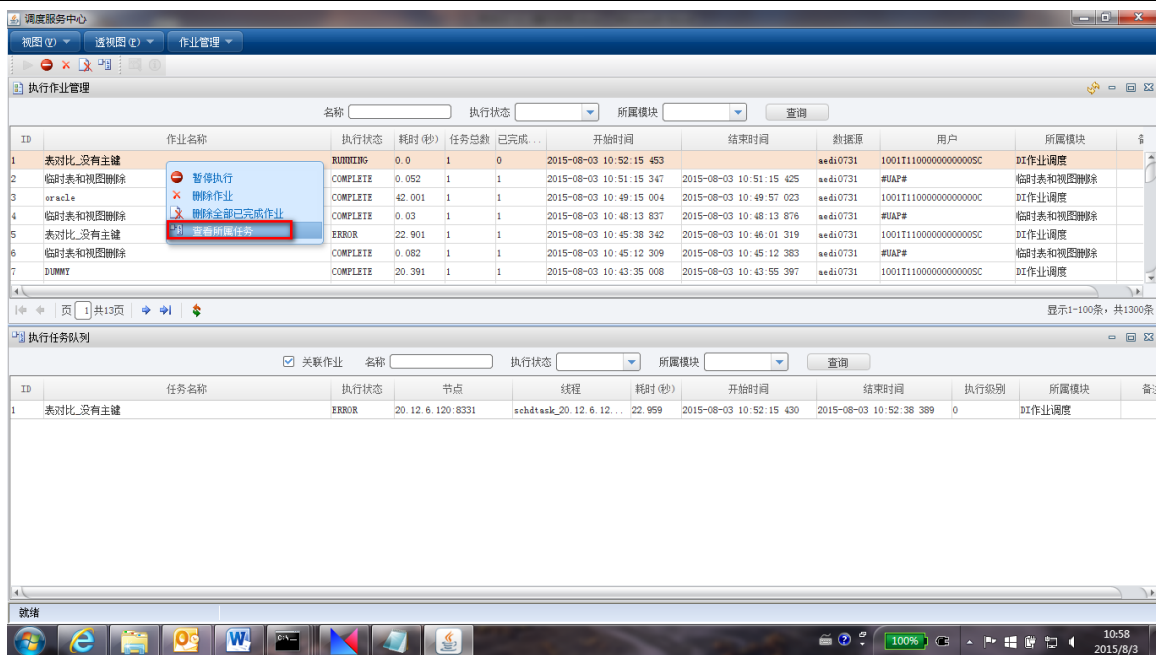 调度服务中心
视图(V) 透视图(P) 作业管理
执行作业管理
名称 执行状态 所属模块 查询
ID 作业名称 执行状态 耗时(秒) 任务总数 已完成... 开始时间 结束时间 数据源 用户 所属模块
1 表对比_没有主键 RUNNING 0.0 1 0 2015-08-03 10:52:15 453 aedi0731 1001T1100000000000SC DI作业调度
2 临时表和视图删除 COMPLETE 0.052 1 1 2015-08-03 10:51:15 347 2015-08-03 10:51:15 425 aedi0731 #UAP# 临时表和视图删除
3 oracle COMPLETE 42.001 1 1 2015-08-03 10:49:15 004 2015-08-03 10:49:57 023 aedi0731 1001T11000000000000C DI作业调度
4 临时表和视图删除 COMPLETE 0.03 1 1 2015-08-03 10:48:13 837 2015-08-03 10:48:13 876 aedi0731 #UAP# 临时表和视图删除
5 表对比_没有主键 ERROR 22.901 1 1 2015-08-03 10:45:38 342 2015-08-03 10:46:01 319 aedi0731 1001T1100000000000SC DI作业调度
6 临时表和视图删除 COMPLETE 0.082 1 1 2015-08-03 10:45:12 309 2015-08-03 10:45:12 383 aedi0731 #UAP# 临时表和视图删除
7 DUMMY COMPLETE 20.391 1 1 2015-08-03 10:43:35 008 2015-08-03 10:43:55 397 aedi0731 1001T1100000000000SC DI作业调度
暂停执行
删除作业
删除全部已完成作业
查看所属任务
页 1 共13页 显示1-100条，共1300条
执行任务队列
关联作业 名称 执行状态 所属模块 查询
ID 任务名称 执行状态 节点 线程 耗时(秒) 开始时间 结束时间 执行级别 所属模块 备注
1 表对比_没有主键 ERROR 20.12.6.120:8331 schdtask_20.12.6.12... 22.959 2015-08-03 10:52:15 430 2015-08-03 10:52:38 389 0 DI作业调度
就绪
100%
10:58
2015/8/3